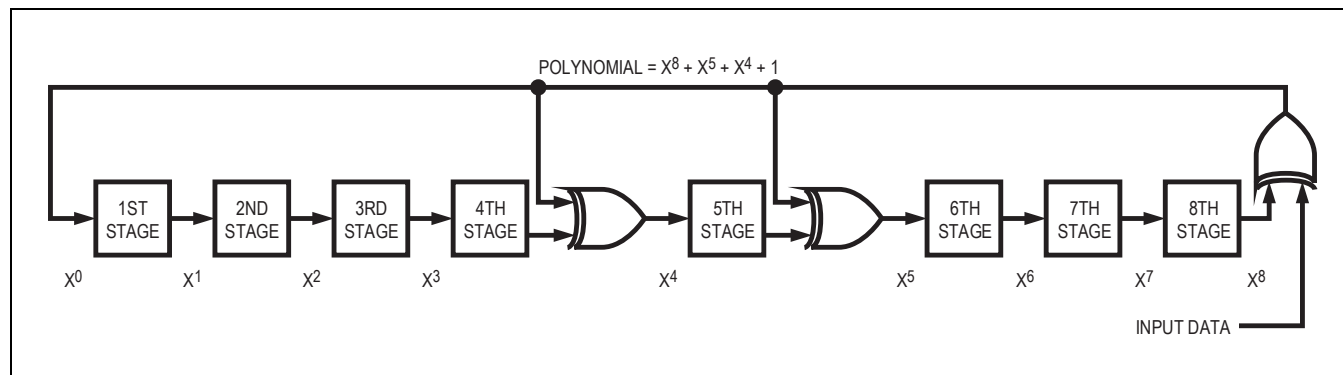 POLYNOMIAL = X⁸ + X⁵ + X⁴ + 1
1ST
STAGE
2ND
STAGE
3RD
STAGE
4TH
STAGE
5TH
STAGE
6TH
STAGE
7TH
STAGE
8TH
STAGE
X⁰
X¹
X²
X³
X⁴
X⁵
X⁶
X⁷
X⁸
INPUT DATA